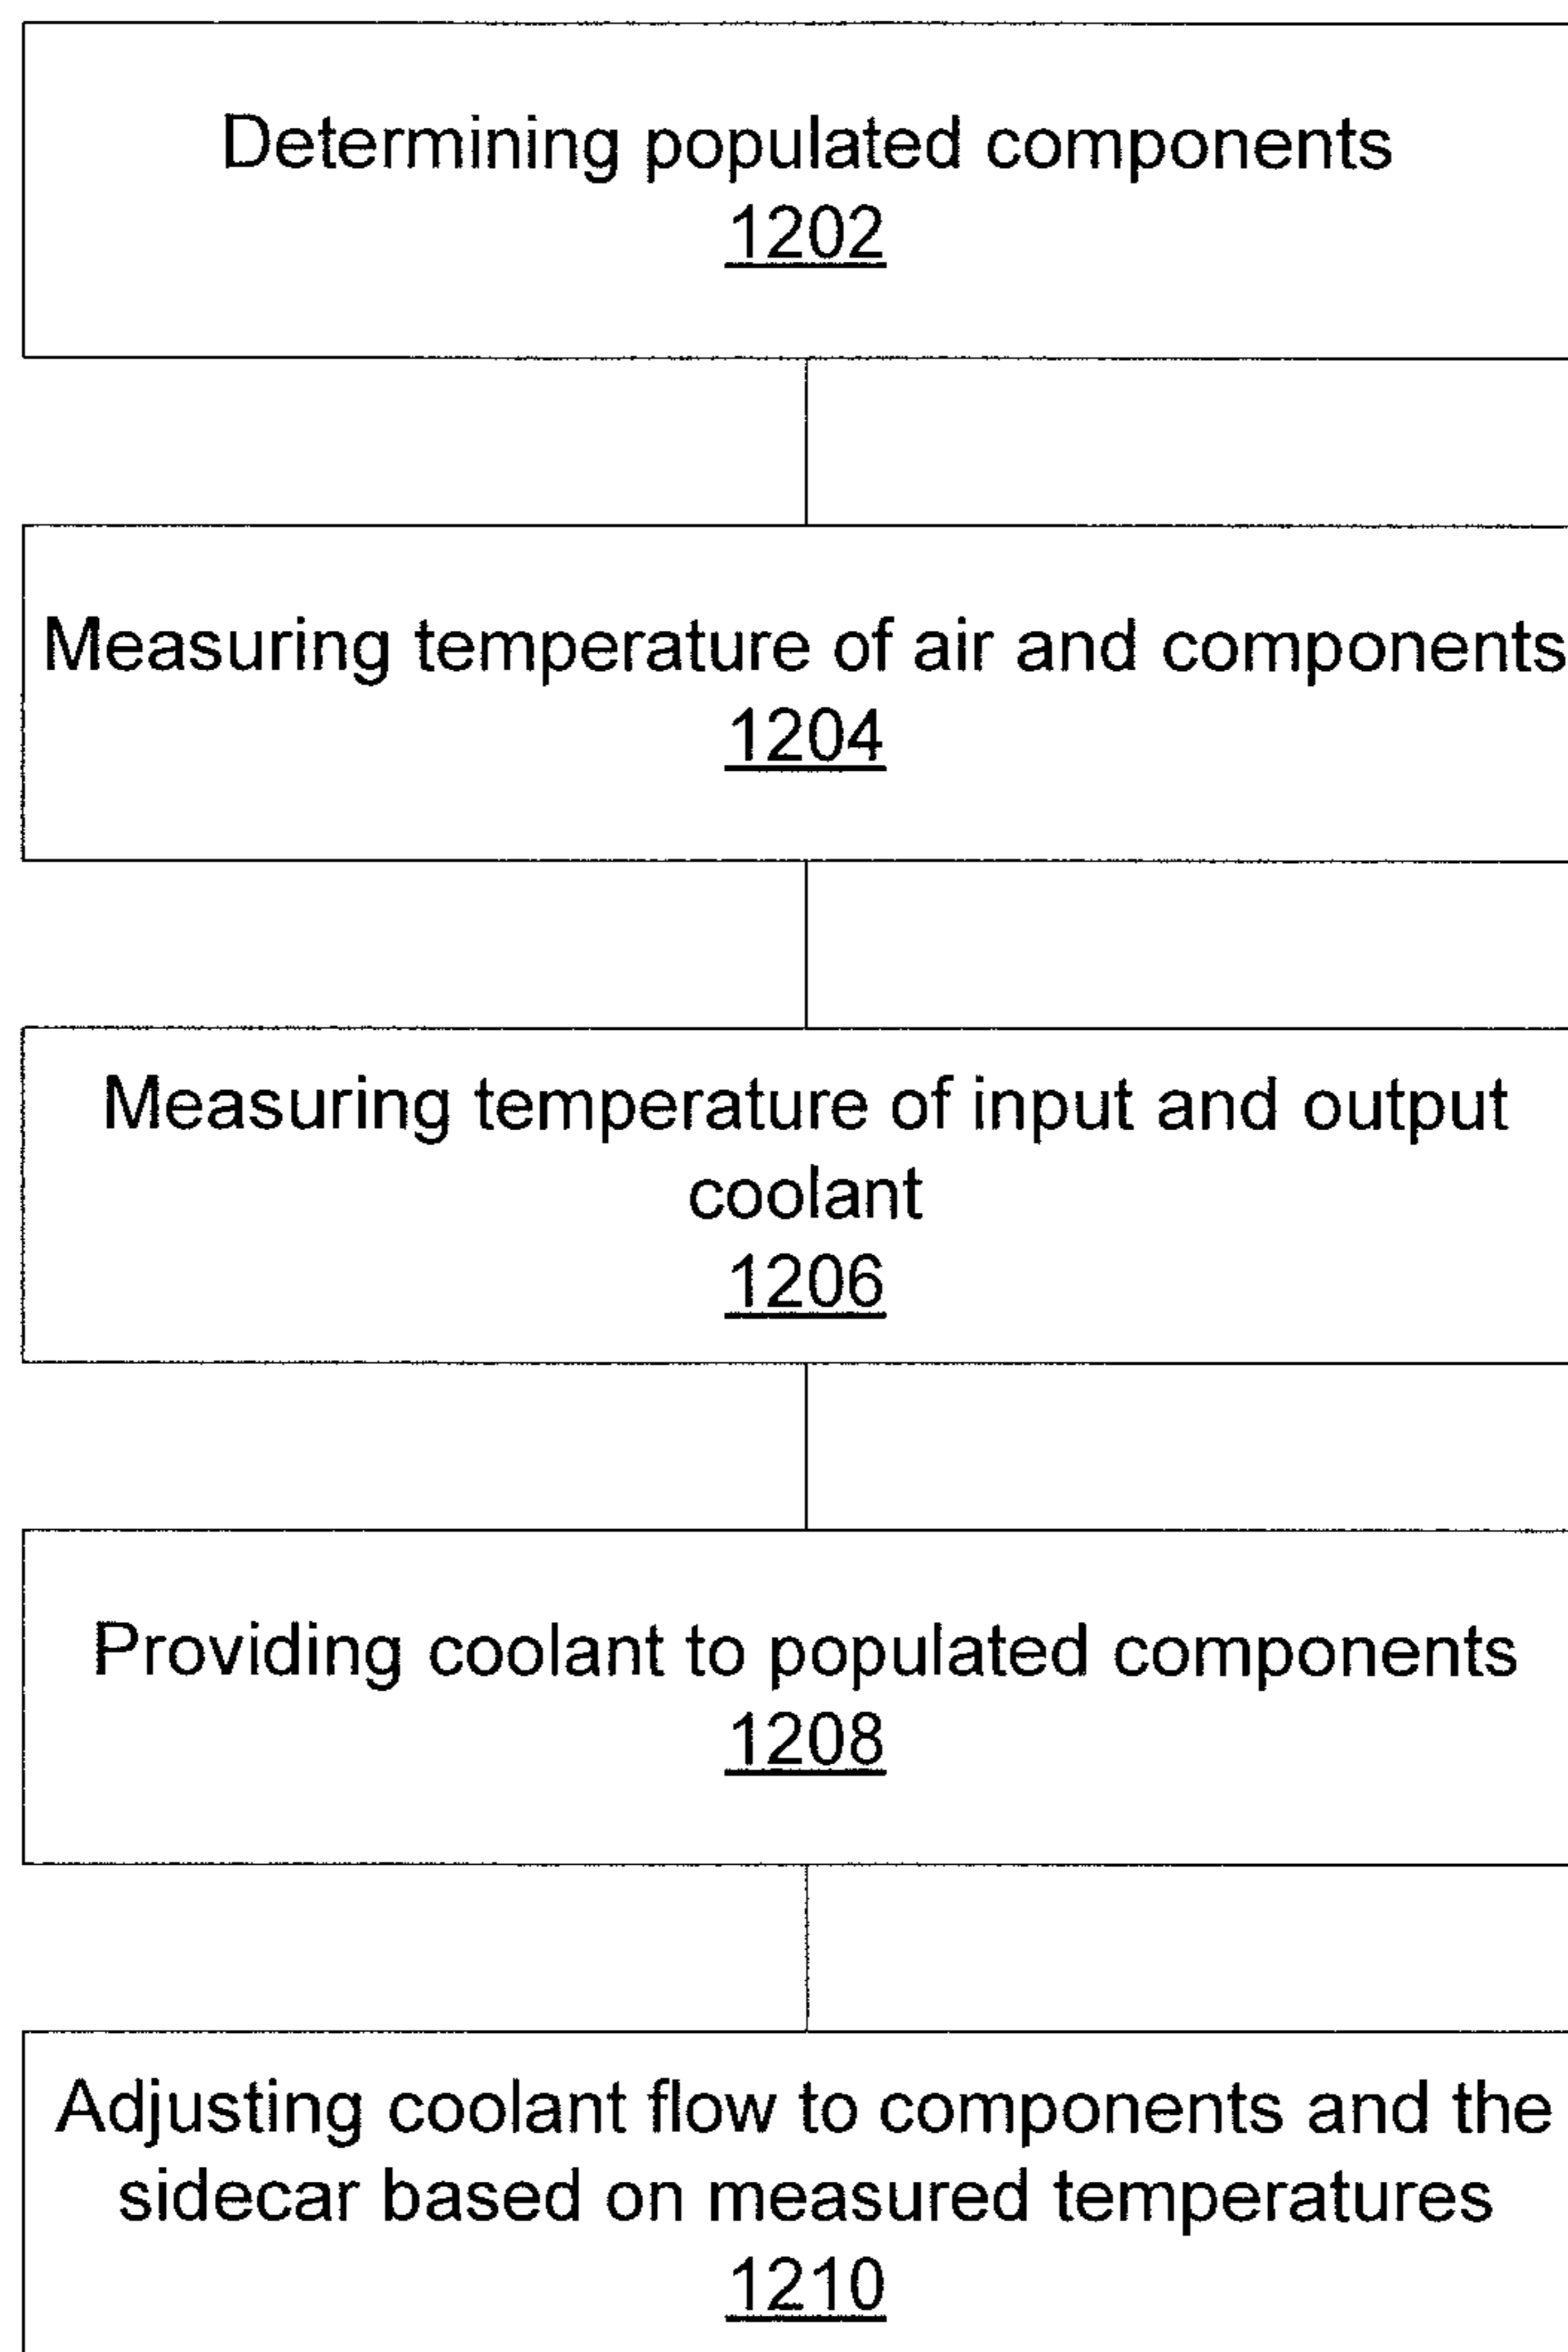 Determining populated components
1202
Measuring temperature of air and components
1204
Measuring temperature of input and output
coolant
1206
Providing coolant to populated components
1208
Adjusting coolant flow to components and the
sidecar based on measured temperatures
1210